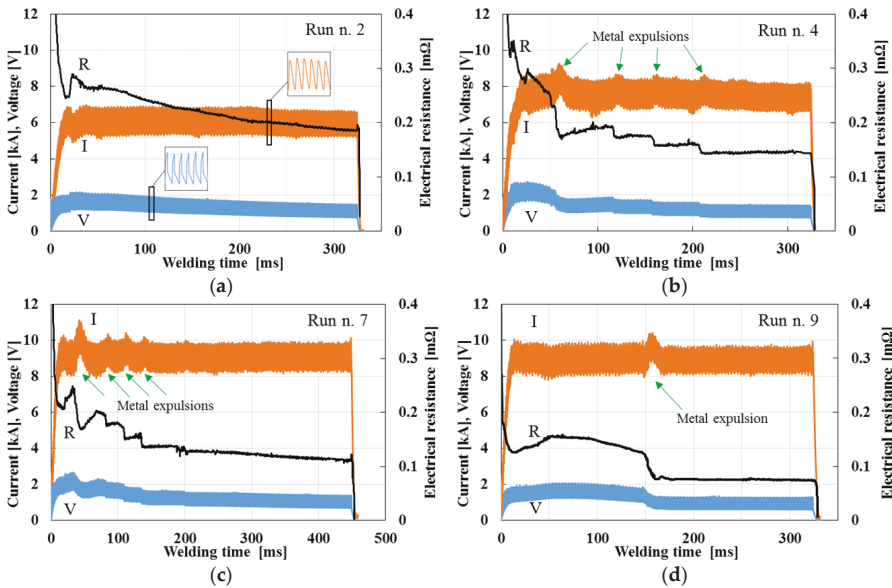 Run n. 2
Current [kA], Voltage [V]
12
10
8
6
4
2
0
R
I
V
0.4
0.3
0.2
0.1
0
Electrical resistance [mΩ]
0
100
200
300
Welding time [ms]
(a)
Run n. 4
Current [kA], Voltage [V]
12
10
8
6
4
2
0
R
Metal expulsions
I
V
0.4
0.3
0.2
0.1
0
Electrical resistance [mΩ]
0
100
200
300
Welding time [ms]
(b)
Run n. 7
Current [kA], Voltage [V]
12
10
8
6
4
2
0
I
Metal expulsions
R
V
0.4
0.3
0.2
0.1
0
Electrical resistance [mΩ]
0
100
200
300
400
500
Welding time [ms]
(c)
Run n. 9
Current [kA], Voltage [V]
12
10
8
6
4
2
0
I
Metal expulsion
R
V
0.4
0.3
0.2
0.1
0
Electrical resistance [mΩ]
0
100
200
300
Welding time [ms]
(d)